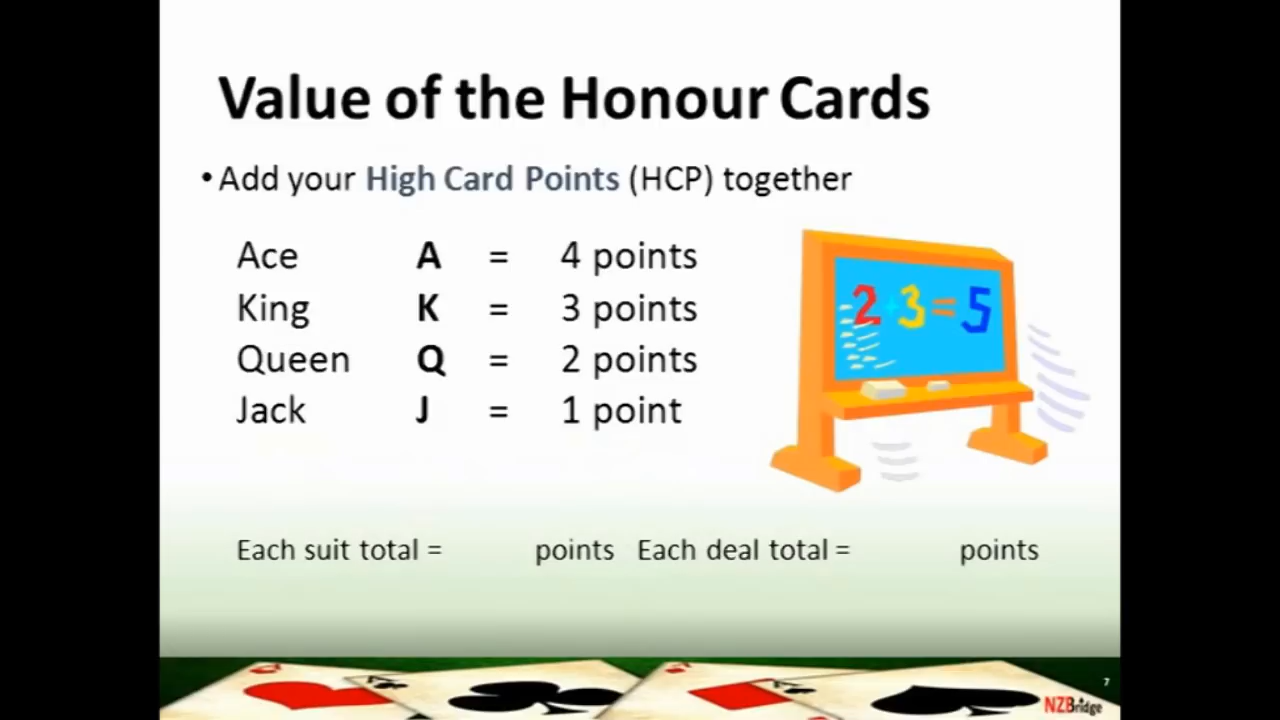 Value of the Honour Cards
• Add your High Card Points (HCP) together
Ace A = 4 points
King K = 3 points
Queen Q = 2 points
Jack J = 1 point
2+3=5
Each suit total = points Each deal total = points
7
NZBridge